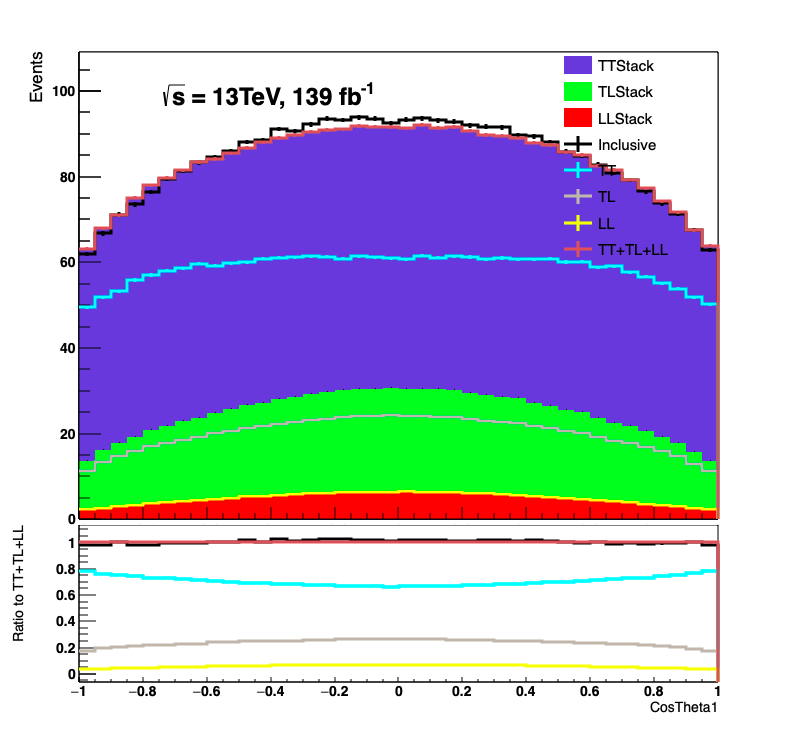 Events
100
80
60
40
20
0
√s = 13TeV, 139 fb⁻¹
TTStack
TLStack
LLStack
Inclusive
TT
TL
LL
TT+TL+LL
Ratio to TT+TL+LL
1
0.8
0.6
0.4
0.2
0
−1 −0.8 −0.6 −0.4 −0.2 0 0.2 0.4 0.6 0.8 1
CosTheta1